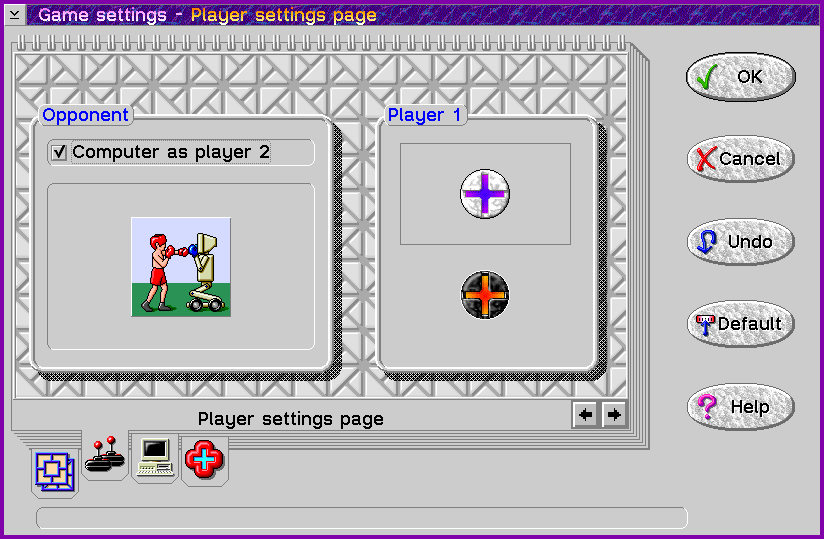 Game settings - Player settings page
Opponent
Computer as player 2
Player 1
OK
Cancel
Undo
Default
Help
Player settings page